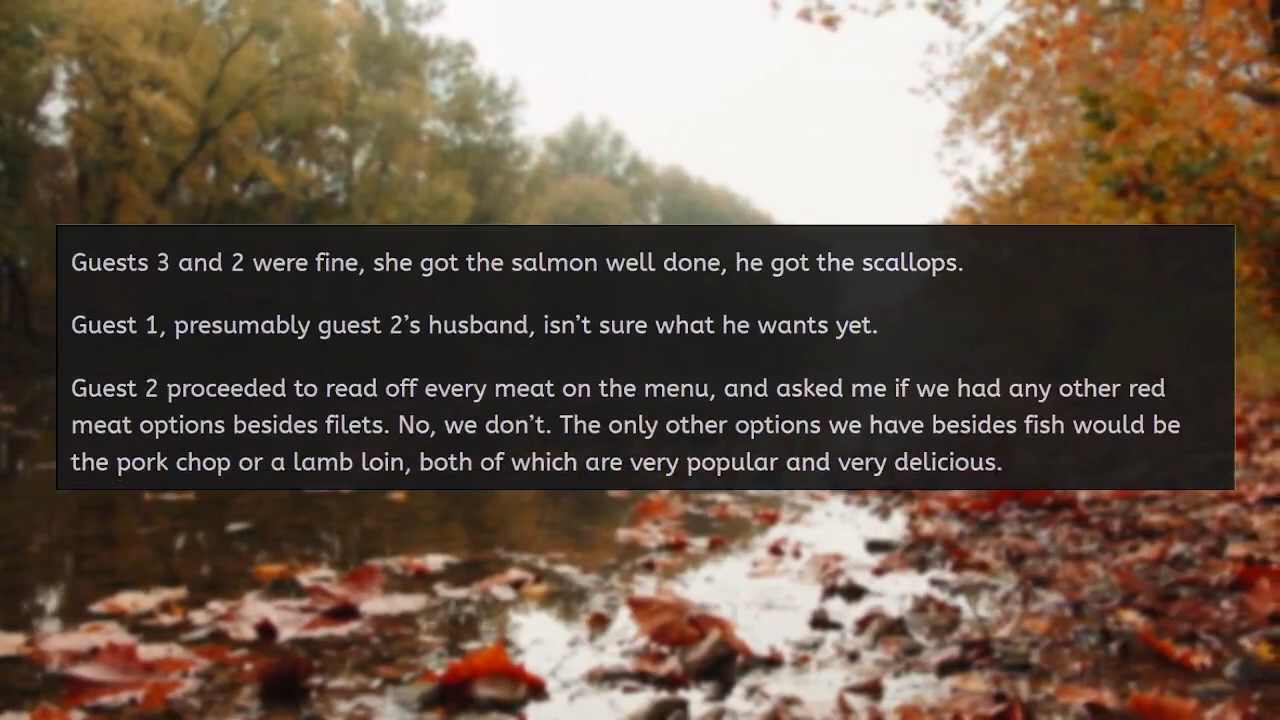 Guests 3 and 2 were fine, she got the salmon well done, he got the scallops.
Guest 1, presumably guest 2’s husband, isn’t sure what he wants yet.
Guest 2 proceeded to read off every meat on the menu, and asked me if we had any other red
meat options besides filets. No, we don’t. The only other options we have besides fish would be
the pork chop or a lamb loin, both of which are very popular and very delicious.